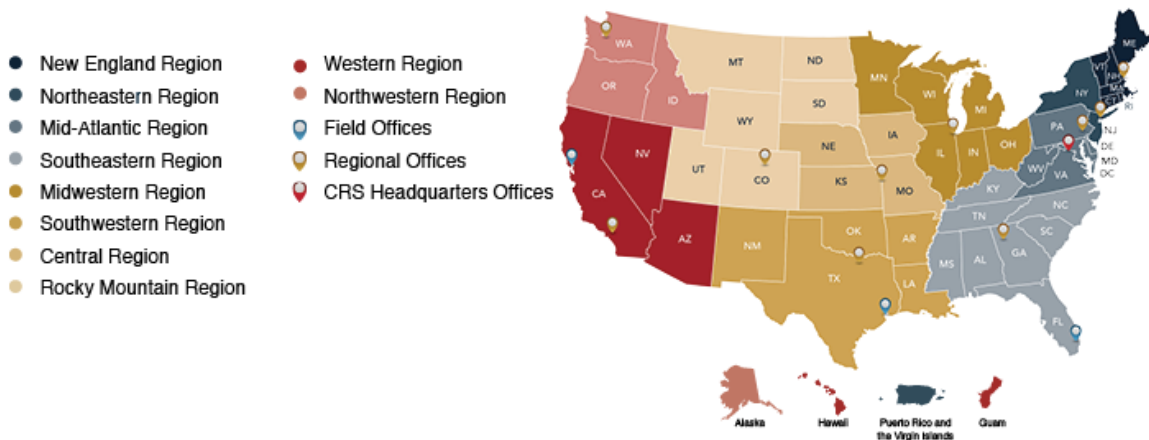 New England Region
Northeastern Region
Mid-Atlantic Region
Southeastern Region
Midwestern Region
Southwestern Region
Central Region
Rocky Mountain Region
Western Region
Northwestern Region
Field Offices
Regional Offices
CRS Headquarters Offices
WA
OR
ID
MT
ND
SD
WY
NV
UT
CO
CA
AZ
NM
NE
KS
IA
MO
OK
TX
AR
LA
MN
WI
MI
IL
IN
OH
KY
TN
MS
AL
GA
FL
SC
NC
VA
WV
PA
NY
VT
NH
ME
MA
CT
RI
NJ
DE
MD
DC
Alaska
Hawaii
Puerto Rico and
the Virgin Islands
Guam